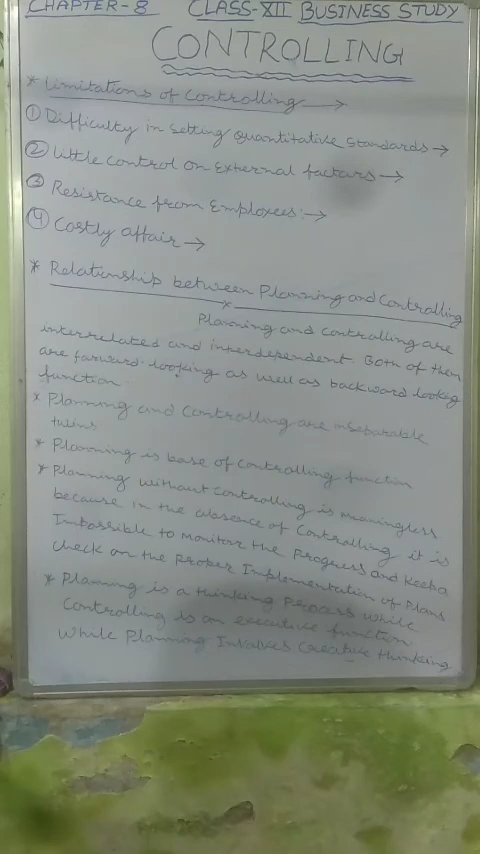 CHAPTER-8 CLASS-XII BUSINESS STUDY
CONTROLLING
* Limitations of Controlling →
① Difficulty in setting Quantitative Standards →
② Little control on External factors →
③ Resistance from Employees:→
④ Costly affair →
* Relationship between Planning and Controlling
Planning and Controlling are
interrelated and interdependent. Both of them
are farward-looking as well as backward looking
function
* Planning and Controlling are inseparable
twins
* Planning is base of controlling function
* Planning without controlling is meaningless
because in the absence of Controlling it is
Impossible to monitor the progress and keep a
check on the proper Implementation of Plans
* Planning is a thinking process while
Controlling is an executive function
while Planning Involves Creative thinking